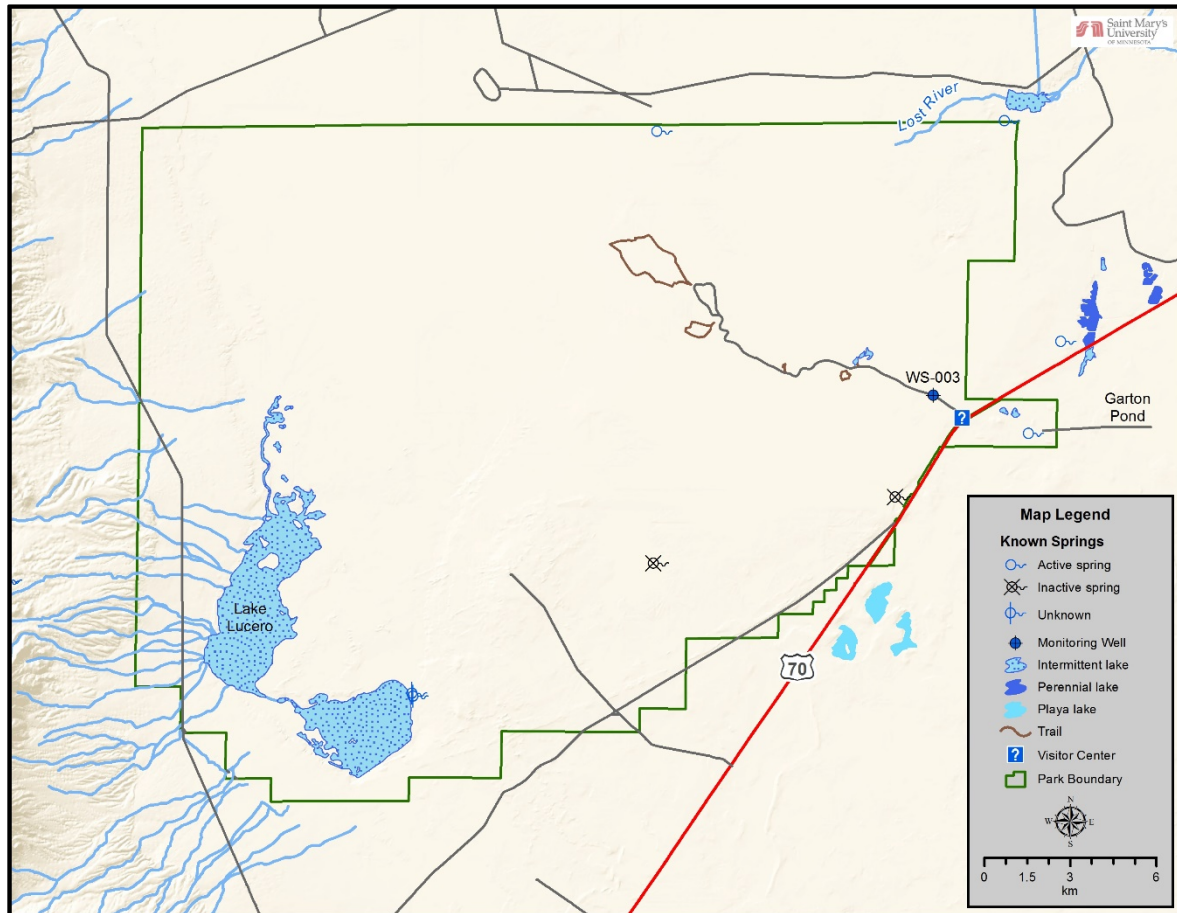 Saint Mary's
University
OF MINNESOTA
Lost River
WS-003
?
Garton
Pond
Lake
Lucero
70
Map Legend
Known Springs
Active spring
Inactive spring
Unknown
Monitoring Well
Intermittent lake
Perennial lake
Playa lake
Trail
? Visitor Center
Park Boundary
N
W E
S
0 1.5 3 6
km